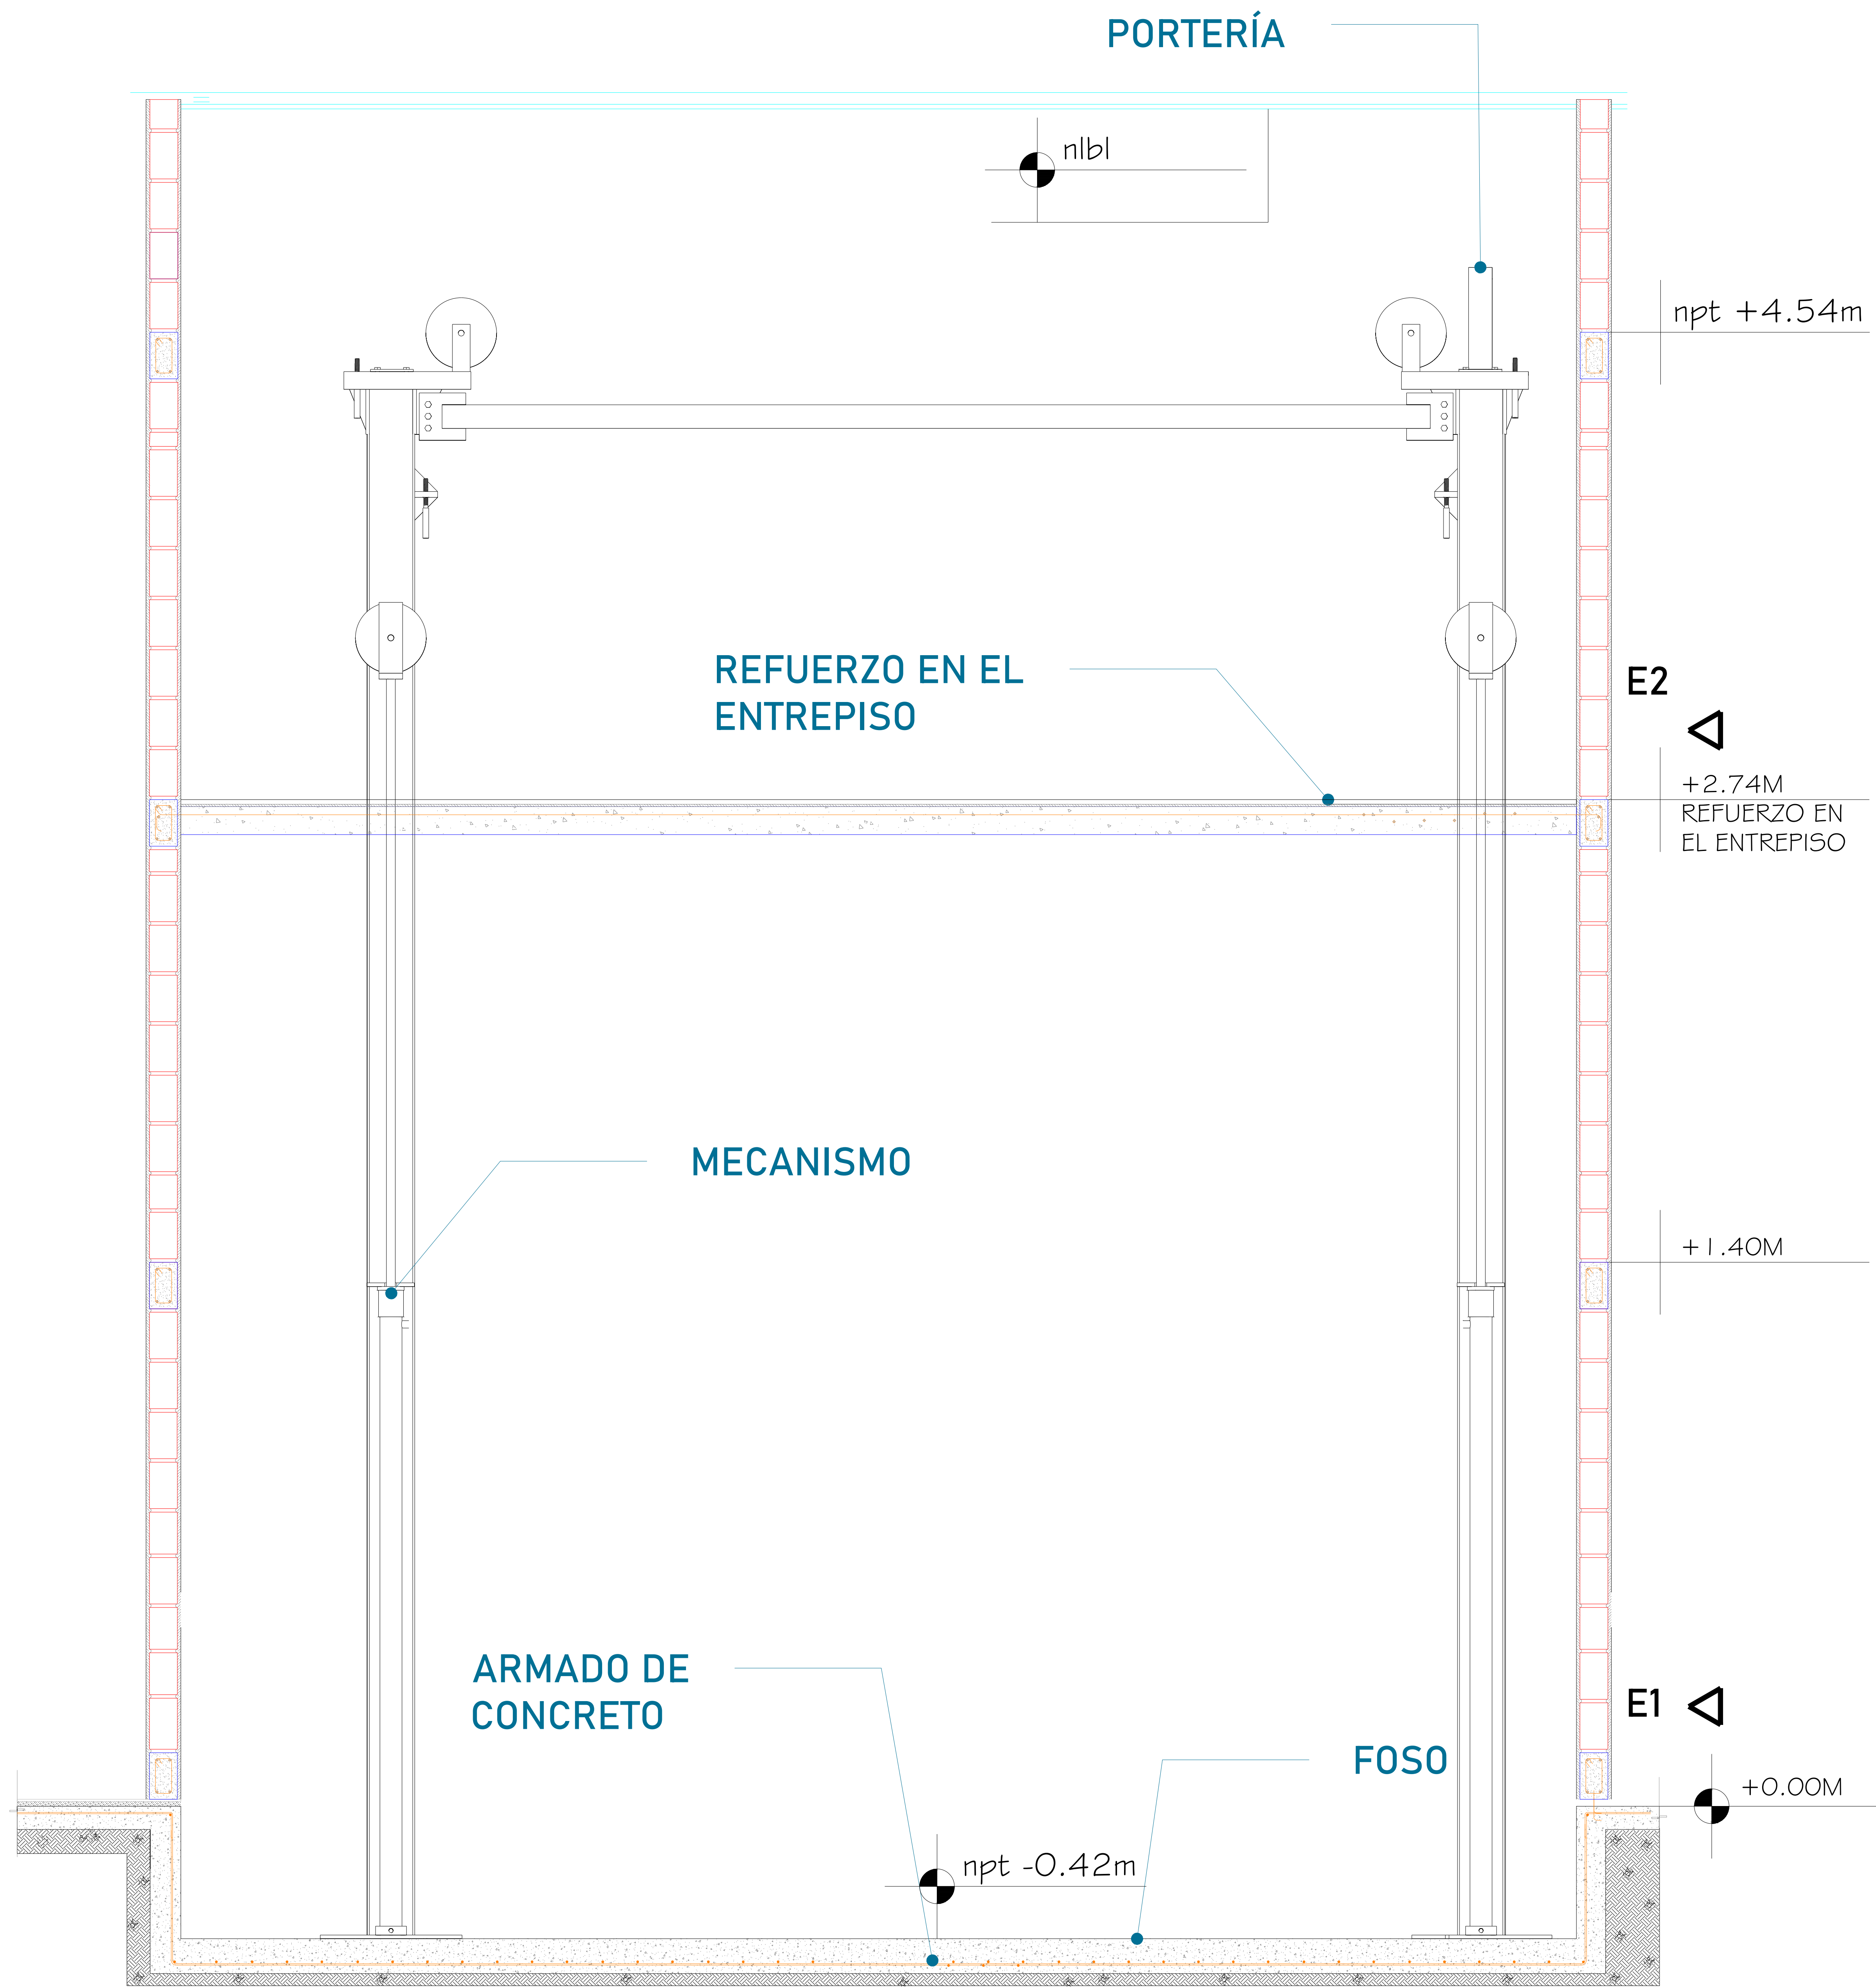 PORTERÍA
nlbl
npt +4.54m
REFUERZO EN EL
ENTREPISO
E2
+2.74M
REFUERZO EN
EL ENTREPISO
MECANISMO
+1.40M
ARMADO DE
CONCRETO
E1
FOSO
+0.00M
npt -0.42m